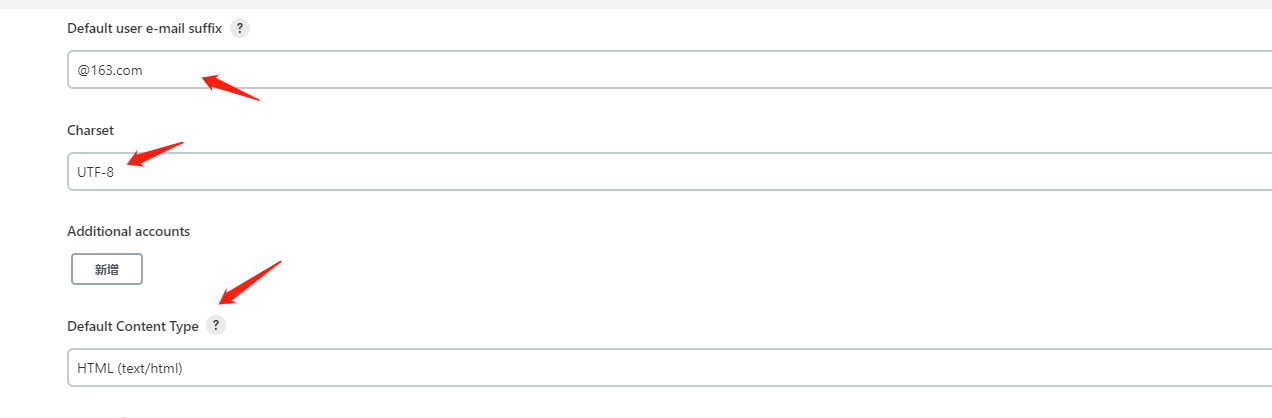 Default user e-mail suffix ?
@163.com
Charset
UTF-8
Additional accounts
新增
Default Content Type ?
HTML (text/html)